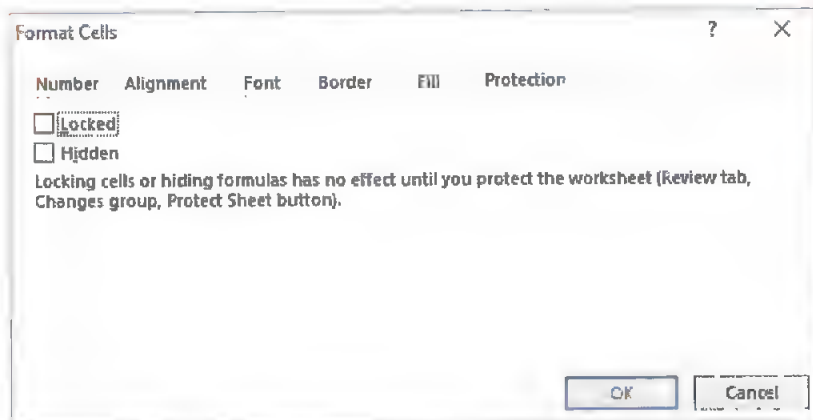 Format Cells ? X
Number Alignment Font Border Fill Protection
Locked
Hidden
Locking cells or hiding formulas has no effect until you protect the worksheet (Review tab,
Changes group, Protect Sheet button).
OK Cancel